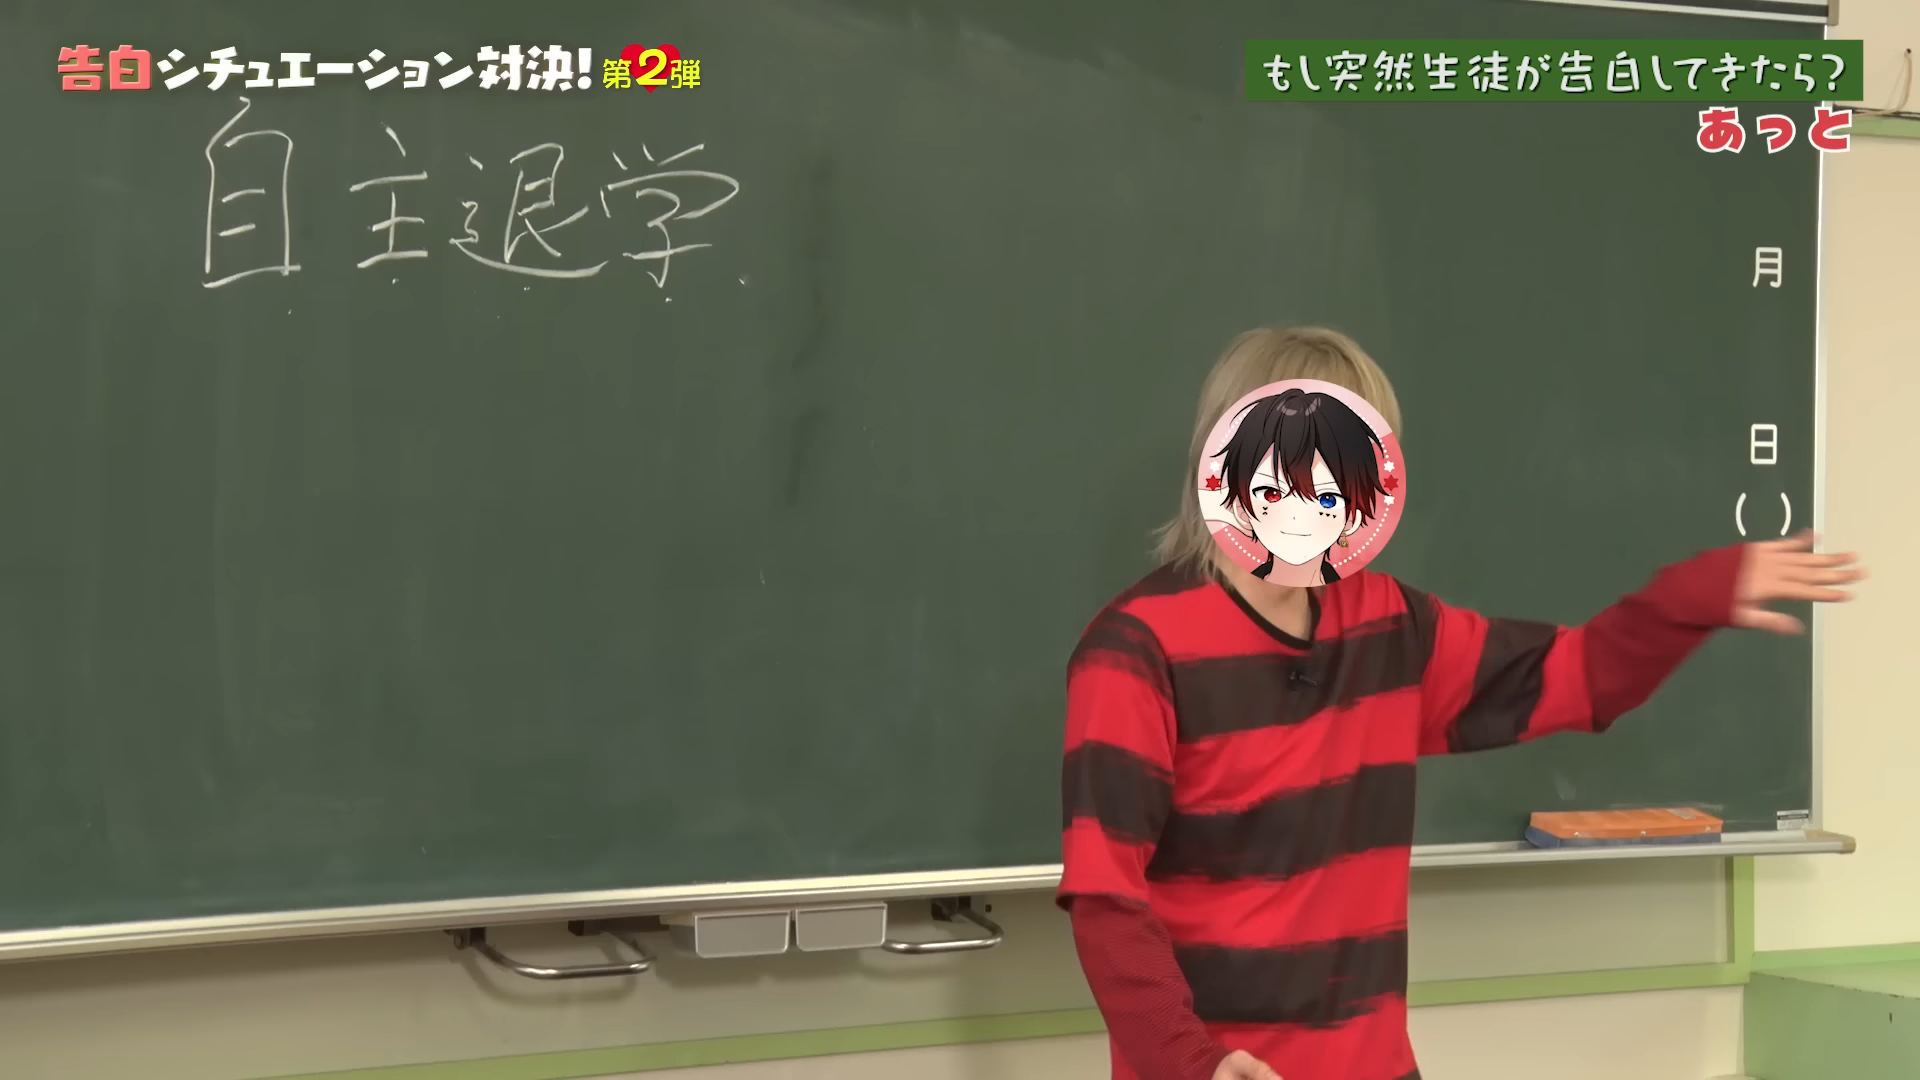 告白シチュエーション対決!第2弾
もし突然生徒が告白してきたら?
あっと
自主退学
月
日
( )